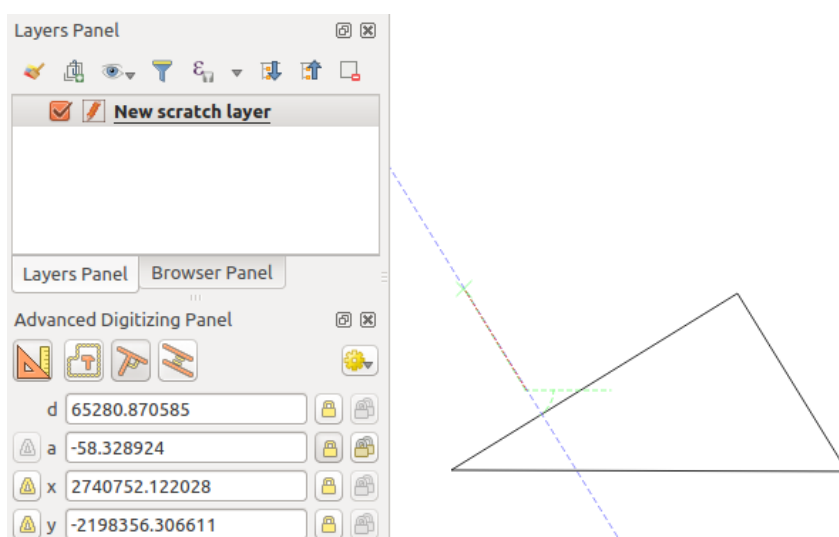 Layers Panel
New scratch layer
Layers Panel Browser Panel
Advanced Digitizing Panel
d 65280.870585
a -58.328924
x 2740752.122028
y -2198356.306611